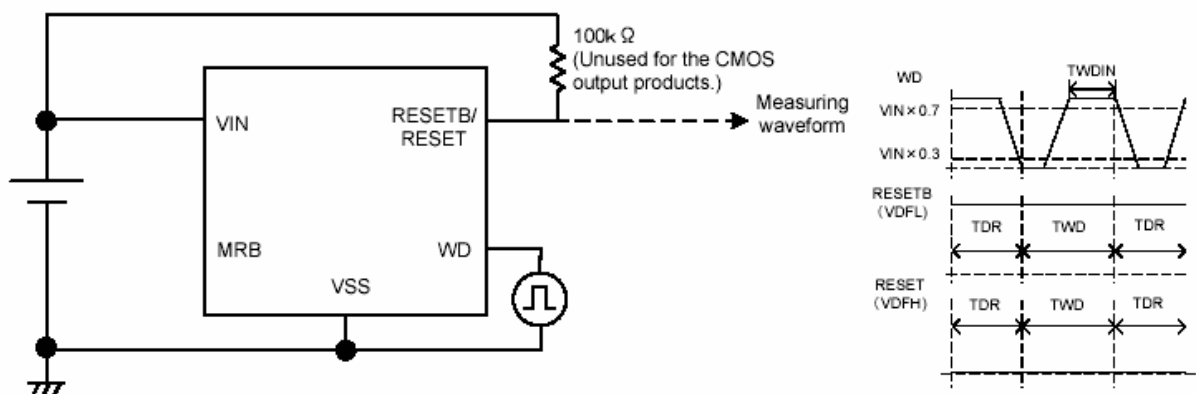 100k Ω
(Unused for the CMOS
output products.)
VIN
RESETB/
RESET
Measuring
waveform
MRB
WD
VSS
WD
TWDIN
VIN×0.7
VIN×0.3
RESETB
(VDFL)
TDR
TWD
TDR
RESET
(VDFH)
TDR
TWD
TDR